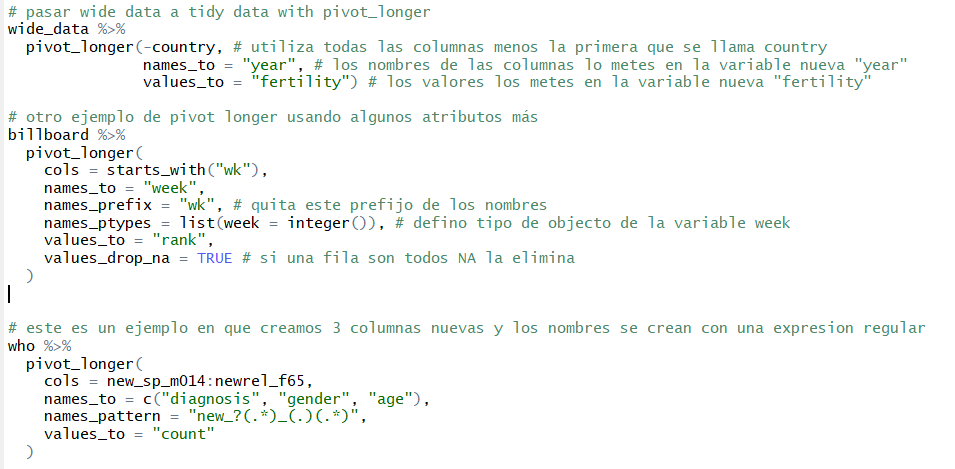 # pasar wide data a tidy data with pivot_longer
wide_data %>%
  pivot_longer(-country, # utiliza todas las columnas menos la primera que se llama country
               names_to = "year", # los nombres de las columnas lo metes en la variable nueva "year"
               values_to = "fertility") # los valores los metes en la variable nueva "fertility"

# otro ejemplo de pivot longer usando algunos atributos más
billboard %>%
  pivot_longer(
    cols = starts_with("wk"),
    names_to = "week",
    names_prefix = "wk", # quita este prefijo de los nombres
    names_ptypes = list(week = integer()), # defino tipo de objecto de la variable week
    values_to = "rank",
    values_drop_na = TRUE # si una fila son todos NA la elimina
  )

# este es un ejemplo en que creamos 3 columnas nuevas y los nombres se crean con una expresion regular
who %>%
  pivot_longer(
    cols = new_sp_m014:newrel_f65,
    names_to = c("diagnosis", "gender", "age"),
    names_pattern = "new_?(.*)_(.)(.*)",
    values_to = "count"
  )